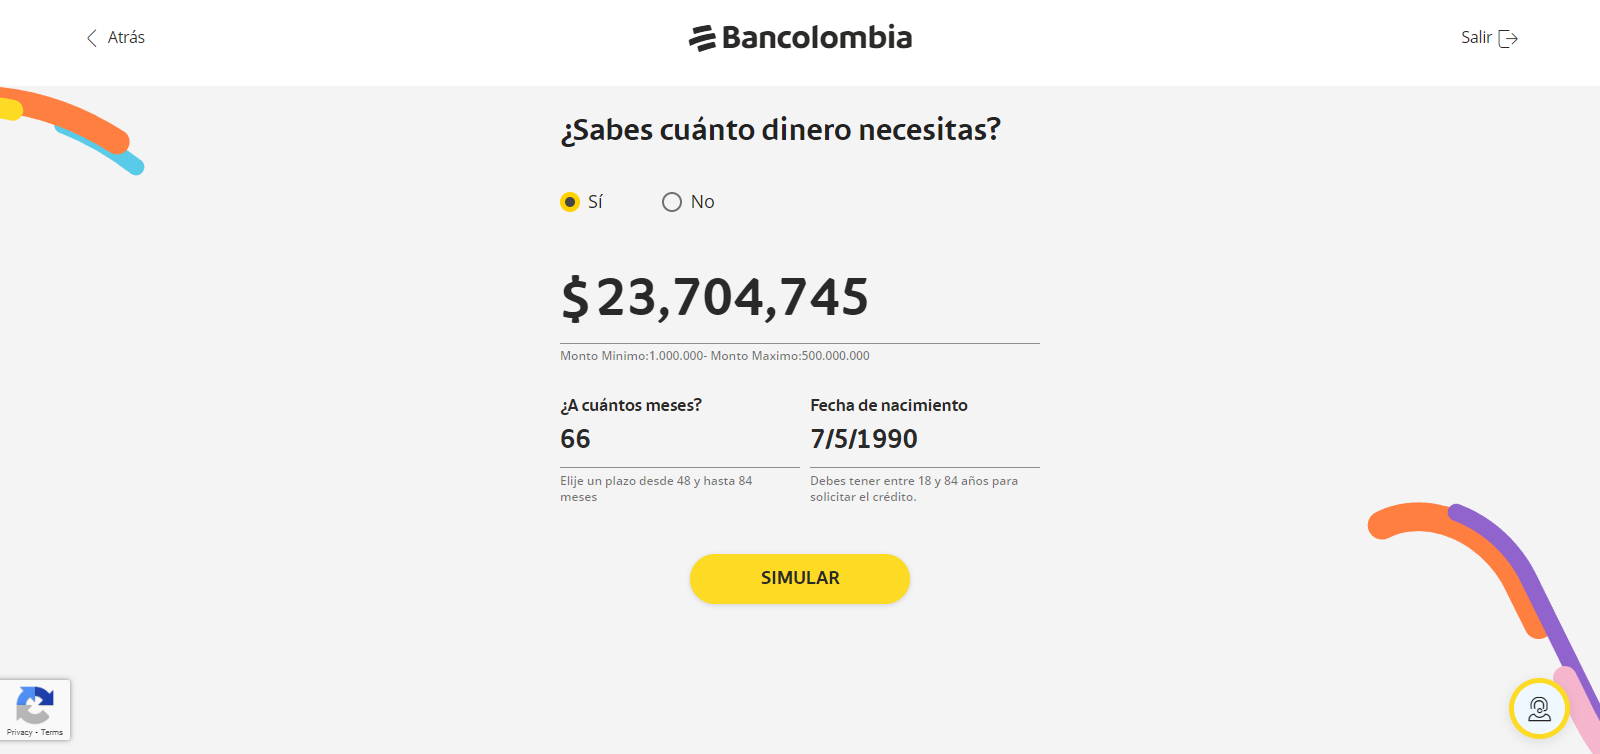 Atrás
Bancolombia
Salir
¿Sabes cuánto dinero necesitas?
Sí
No
$23,704,745
Monto Minimo:1.000.000- Monto Maximo:500.000.000
¿A cuántos meses?
66
Elije un plazo desde 48 y hasta 84
meses
Fecha de nacimiento
7/5/1990
Debes tener entre 18 y 84 años para
solicitar el crédito.
SIMULAR
Privacy - Terms